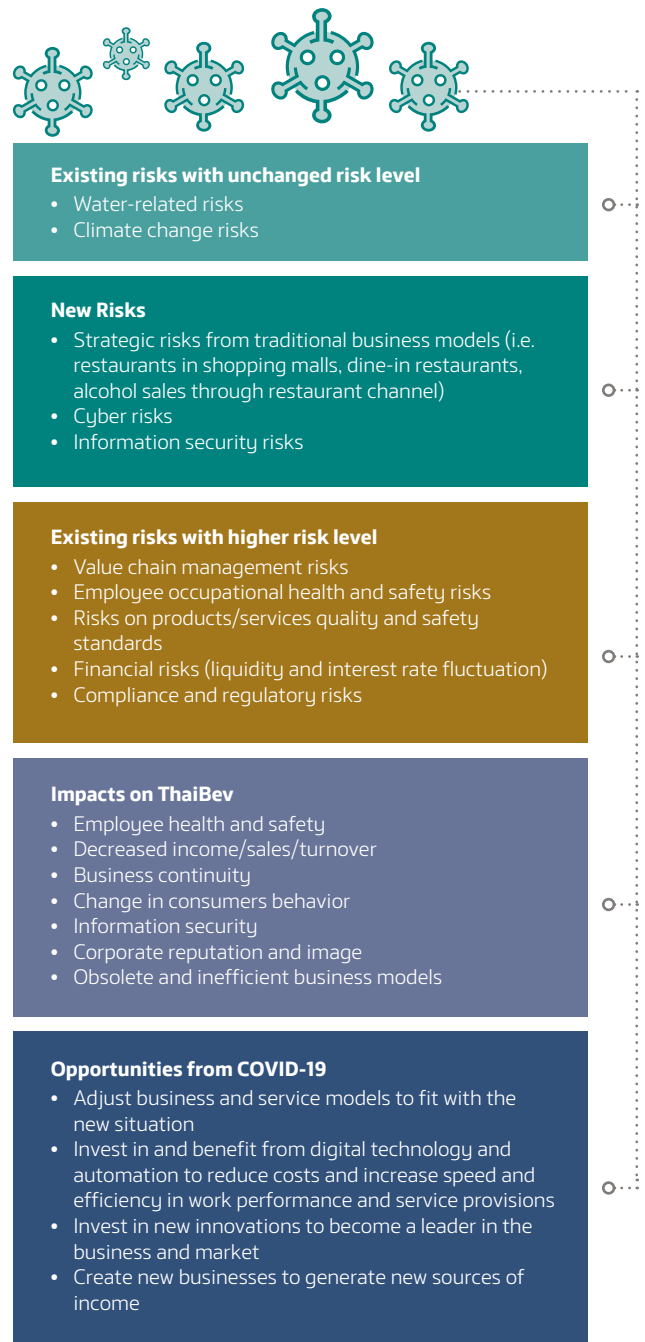 Existing risks with unchanged risk level
• Water-related risks
• Climate change risks
New Risks
• Strategic risks from traditional business models (i.e.
restaurants in shopping malls, dine-in restaurants,
alcohol sales through restaurant channel)
• Cyber risks
• Information security risks
Existing risks with higher risk level
• Value chain management risks
• Employee occupational health and safety risks
• Risks on products/services quality and safety
standards
• Financial risks (liquidity and interest rate fluctuation)
• Compliance and regulatory risks
Impacts on ThaiBev
• Employee health and safety
• Decreased income/sales/turnover
• Business continuity
• Change in consumers behavior
• Information security
• Corporate reputation and image
• Obsolete and inefficient business models
Opportunities from COVID-19
• Adjust business and service models to fit with the
new situation
• Invest in and benefit from digital technology and
automation to reduce costs and increase speed and
efficiency in work performance and service provisions
• Invest in new innovations to become a leader in the
business and market
• Create new businesses to generate new sources of
income